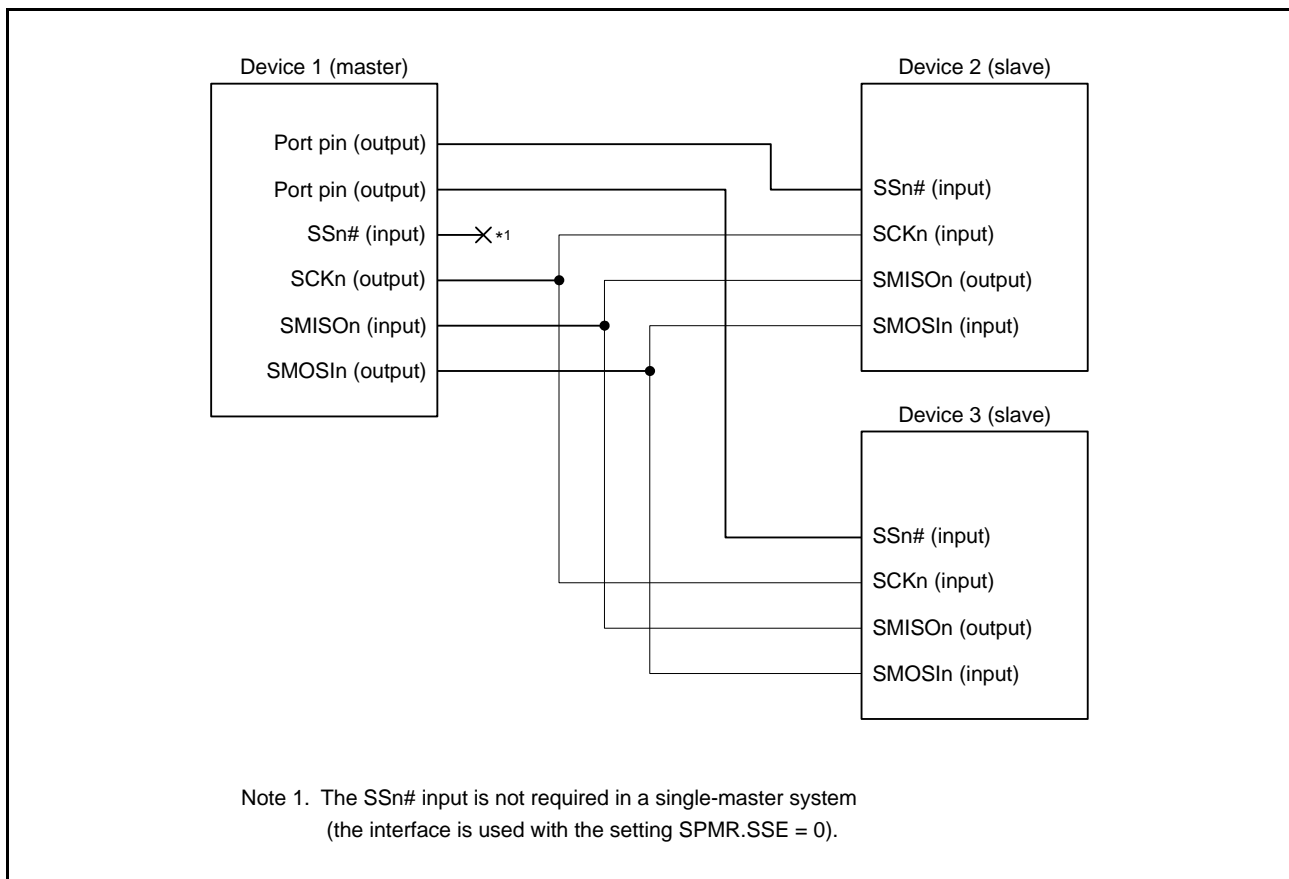 Device 1 (master)
Port pin (output)
Port pin (output)
SSn# (input)
*1
SCKn (output)
SMISOn (input)
SMOSIn (output)
Device 2 (slave)
SSn# (input)
SCKn (input)
SMISOn (output)
SMOSIn (input)
Device 3 (slave)
SSn# (input)
SCKn (input)
SMISOn (output)
SMOSIn (input)
Note 1. The SSn# input is not required in a single-master system
(the interface is used with the setting SPMR.SSE = 0).